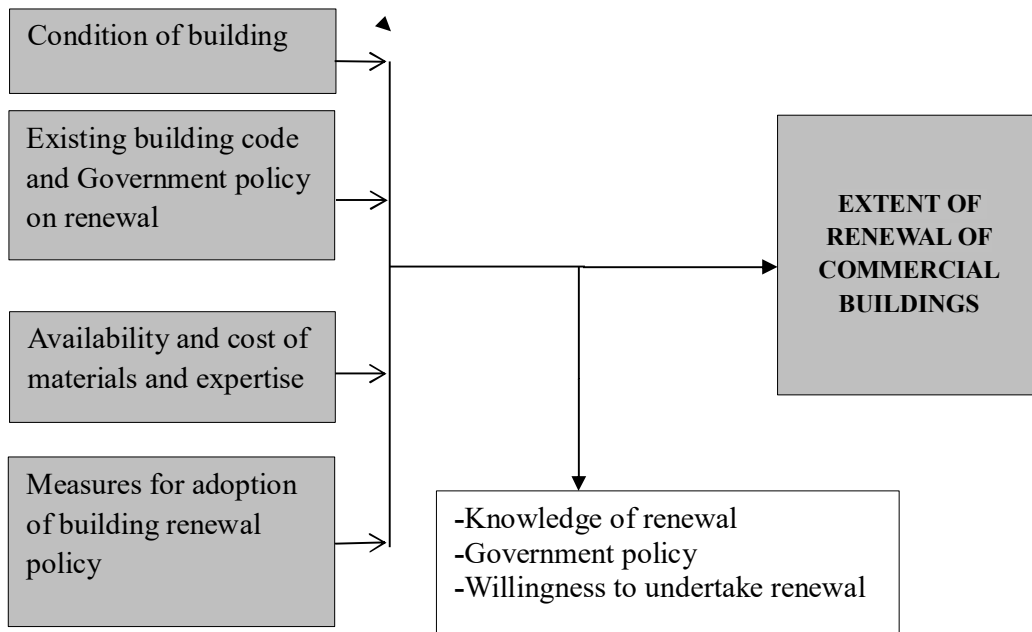 Condition of building
Existing building code
and Government policy
on renewal
Availability and cost of
materials and expertise
Measures for adoption
of building renewal
policy
-Knowledge of renewal
-Government policy
-Willingness to undertake renewal
EXTENT OF
RENEWAL OF
COMMERCIAL
BUILDINGS